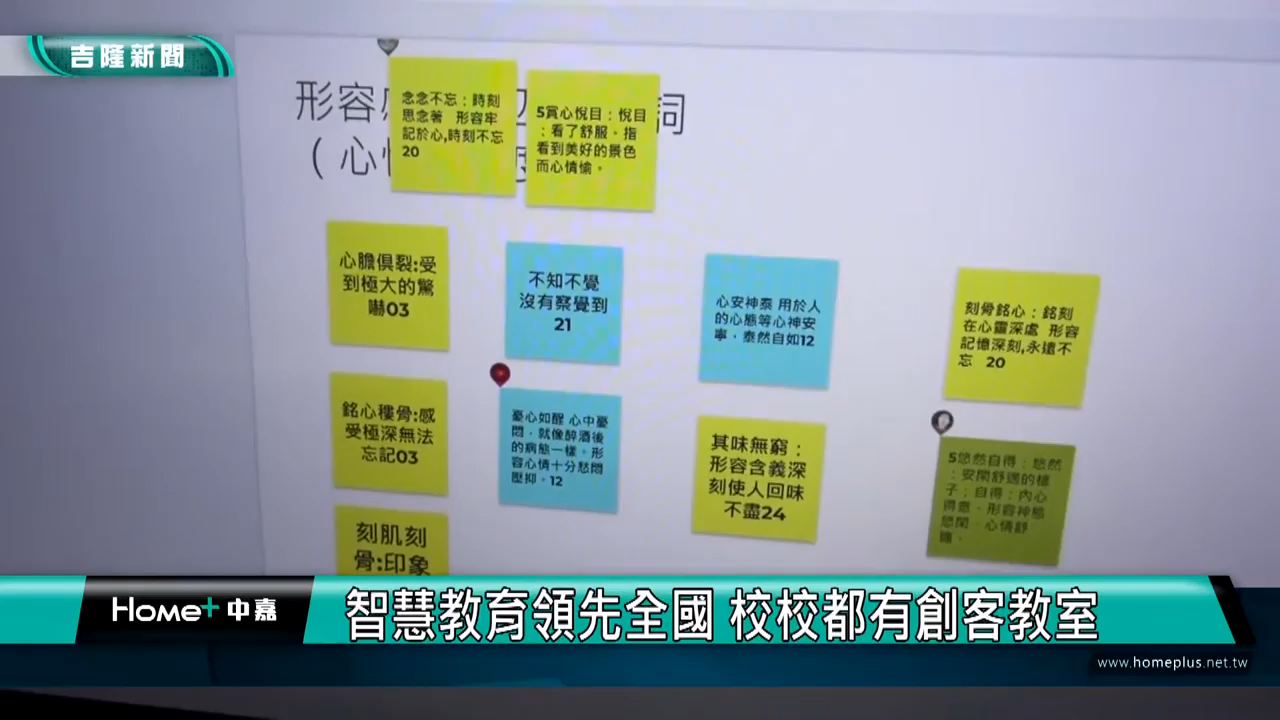 吉隆新聞
形容
詞
(心
念念不忘：時刻
思念著 形容牢
記於心,時刻不忘
20
5賞心悅目：悅目
：看了舒服。指
看到美好的景色
而心情愉。
心膽俱裂:受
到極大的驚
嚇03
不知不覺
沒有察覺到
21
心安神泰 用於人
的心態等心神安
寧，泰然自如12
刻骨銘心：銘刻
在心靈深處 形容
記憶深刻,永遠不
忘 20
銘心鏤骨:感
受極深無法
忘記03
憂心如酲 心中憂
悶，就像醉酒後
的病態一樣。形
容心情十分愁悶
壓抑。12
其味無窮：
形容含義深
刻使人回味
不盡24
5悠然自得：悠然
：安閑舒適的樣
子；自得：內心
得意。形容神態
悠閑，心情舒
刻肌刻
骨:印象
Home+中嘉
智慧教育領先全國 校校都有創客教室
www.homeplus.net.tw